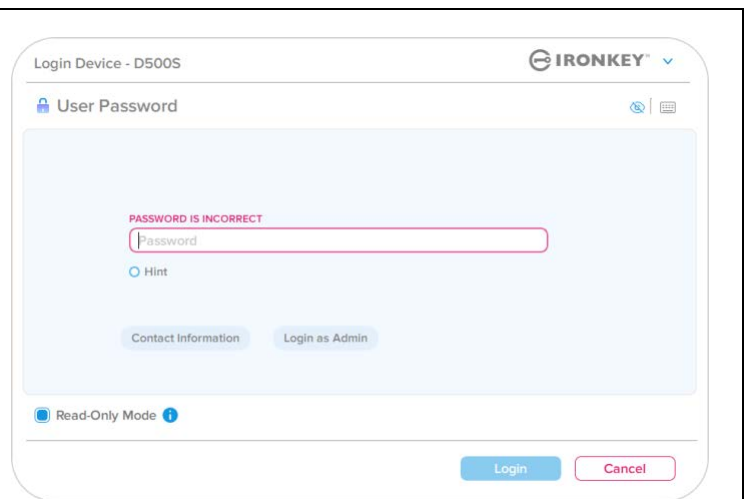 Login Device - D500S
IRONKEY™
User Password
PASSWORD IS INCORRECT
Password
Hint
Contact Information
Login as Admin
Read-Only Mode
Login
Cancel